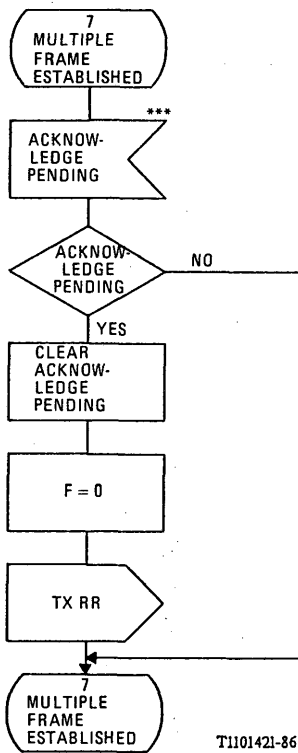 7
MULTIPLE
FRAME
ESTABLISHED
***
ACKNOW-
LEDGE
PENDING
ACKNOW-
LEDGE
PENDING
NO
YES
CLEAR
ACKNOW-
LEDGE
PENDING
F = 0
TX RR
7
MULTIPLE
FRAME
ESTABLISHED
T1101421-86